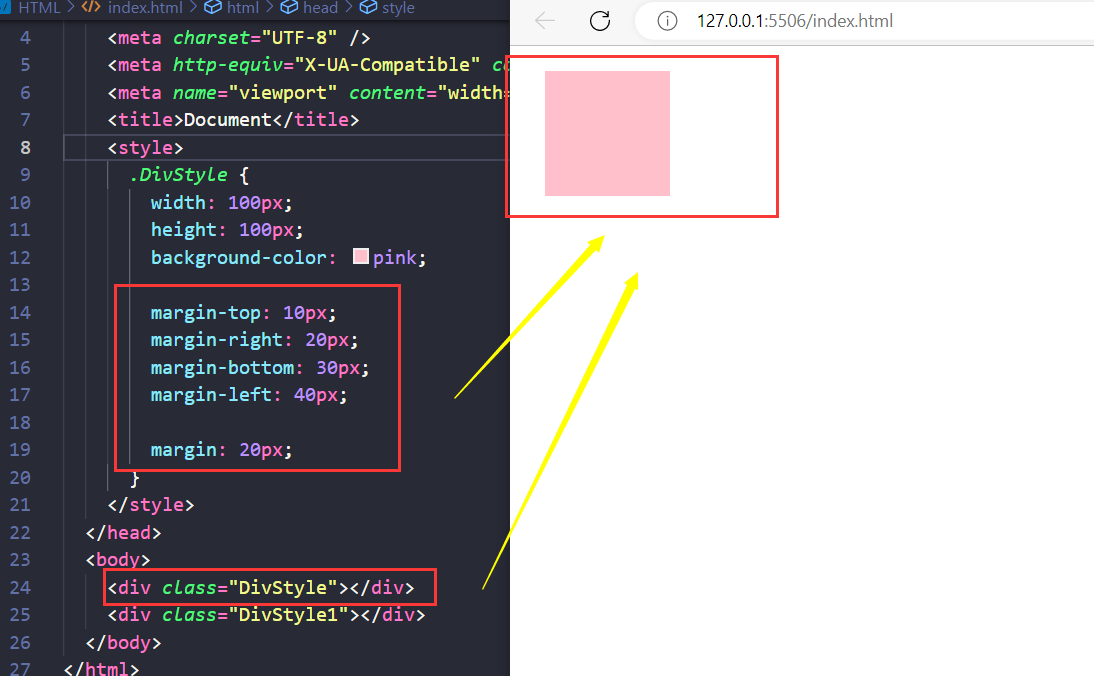 HTML > index.html > html > head > style
4 <meta charset="UTF-8" />
5 <meta http-equiv="X-UA-Compatible" co
6 <meta name="viewport" content="width=
7 <title>Document</title>
8 <style>
9 .DivStyle {
10 width: 100px;
11 height: 100px;
12 background-color: pink;
13
14 margin-top: 10px;
15 margin-right: 20px;
16 margin-bottom: 30px;
17 margin-left: 40px;
18
19 margin: 20px;
20 }
21 </style>
22 </head>
23 <body>
24 <div class="DivStyle"></div>
25 <div class="DivStyle1"></div>
26 </body>
27 </html>
127.0.0.1:5506/index.html